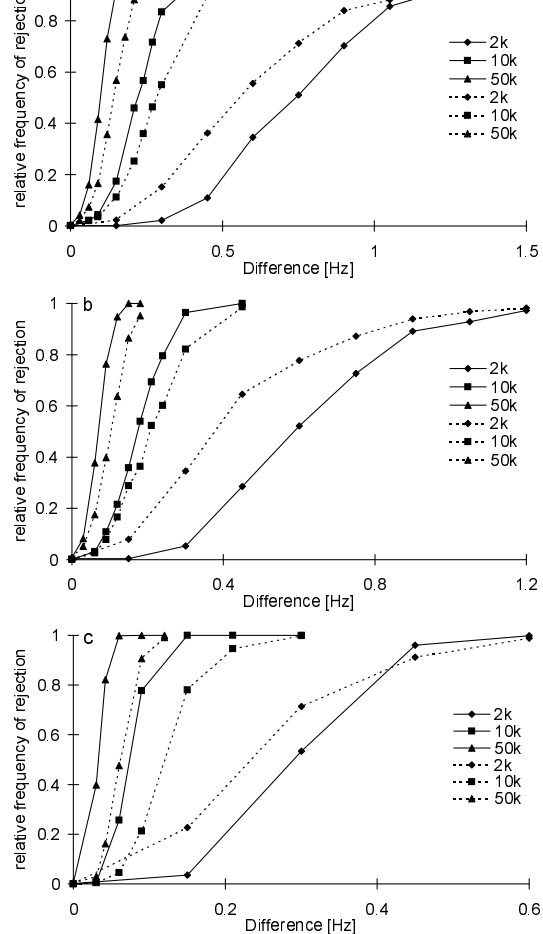 0.8
0.6
0.4
0.2
0
relative frequency of rejection
2k
10k
50k
2k
10k
50k
0 0.5 1 1.5
Difference [Hz]
b
1
0.8
0.6
0.4
0.2
0
relative frequency of rejection
2k
10k
50k
2k
10k
50k
0 0.4 0.8 1.2
Difference [Hz]
c
1
0.8
0.6
0.4
0.2
0
relative frequency of rejection
2k
10k
50k
2k
10k
50k
0 0.2 0.4 0.6
Difference [Hz]